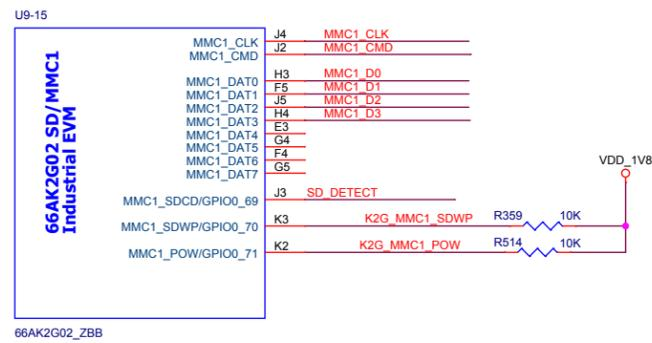 U9-15
66AK2G02 SD/MMC1
Industrial EVM
MMC1_CLK J4 MMC1_CLK
MMC1_CMD J2 MMC1_CMD
MMC1_DAT0 H3 MMC1_D0
MMC1_DAT1 F5 MMC1_D1
MMC1_DAT2 J5 MMC1_D2
MMC1_DAT3 H4 MMC1_D3
MMC1_DAT4 E3
MMC1_DAT5 G4
MMC1_DAT6 F4
MMC1_DAT7 G5
VDD_1V8
MMC1_SDCD/GPIO0_69 J3 SD_DETECT
MMC1_SDWP/GPIO0_70 K3 K2G_MMC1_SDWP R359 10K
MMC1_POW/GPIO0_71 K2 K2G_MMC1_POW R514 10K
66AK2G02_ZBB